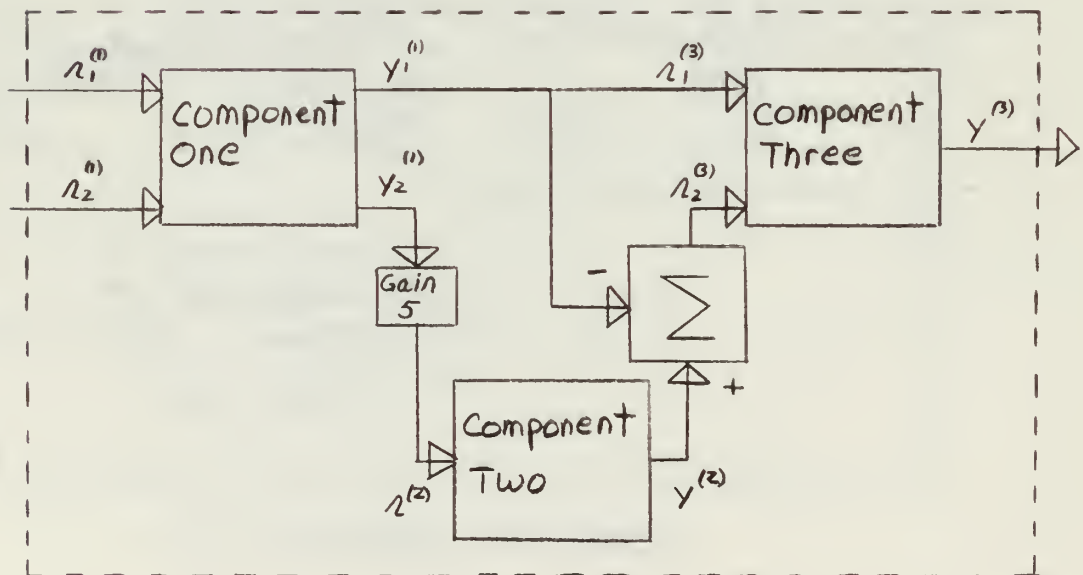 r₁⁽¹⁾
y₁⁽¹⁾
r₁⁽³⁾
Component
One
Component
Three
y⁽³⁾
r₂⁽¹⁾
y₂⁽¹⁾
r₂⁽³⁾
Gain
5
-
Σ
+
Component
Two
r⁽²⁾
y⁽²⁾